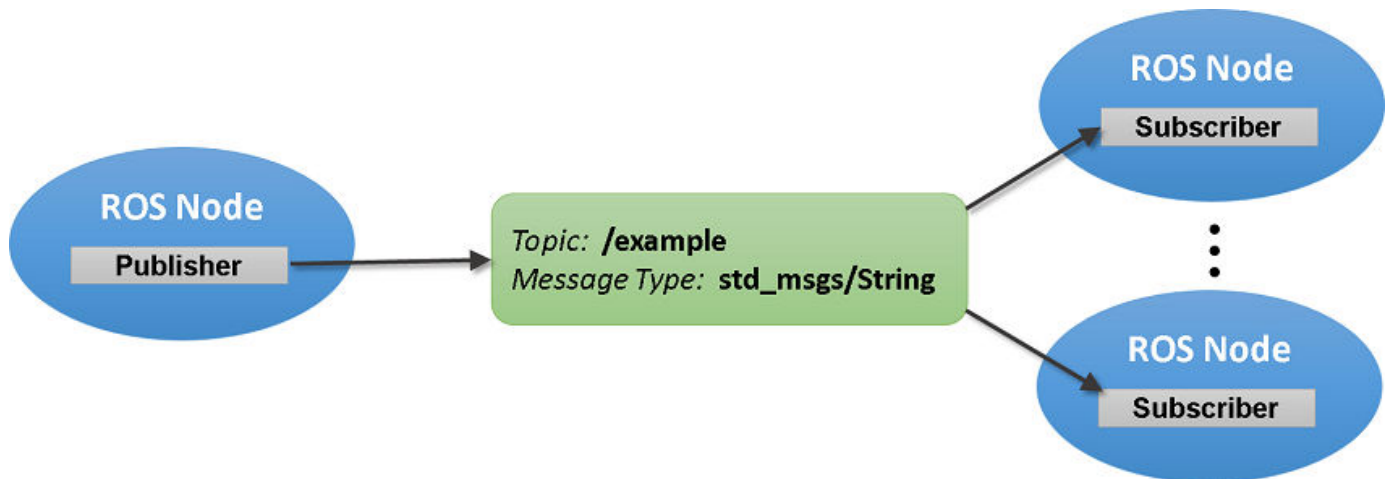 ROS Node
Publisher
Topic: /example
Message Type: std_msgs/String
ROS Node
Subscriber
ROS Node
Subscriber